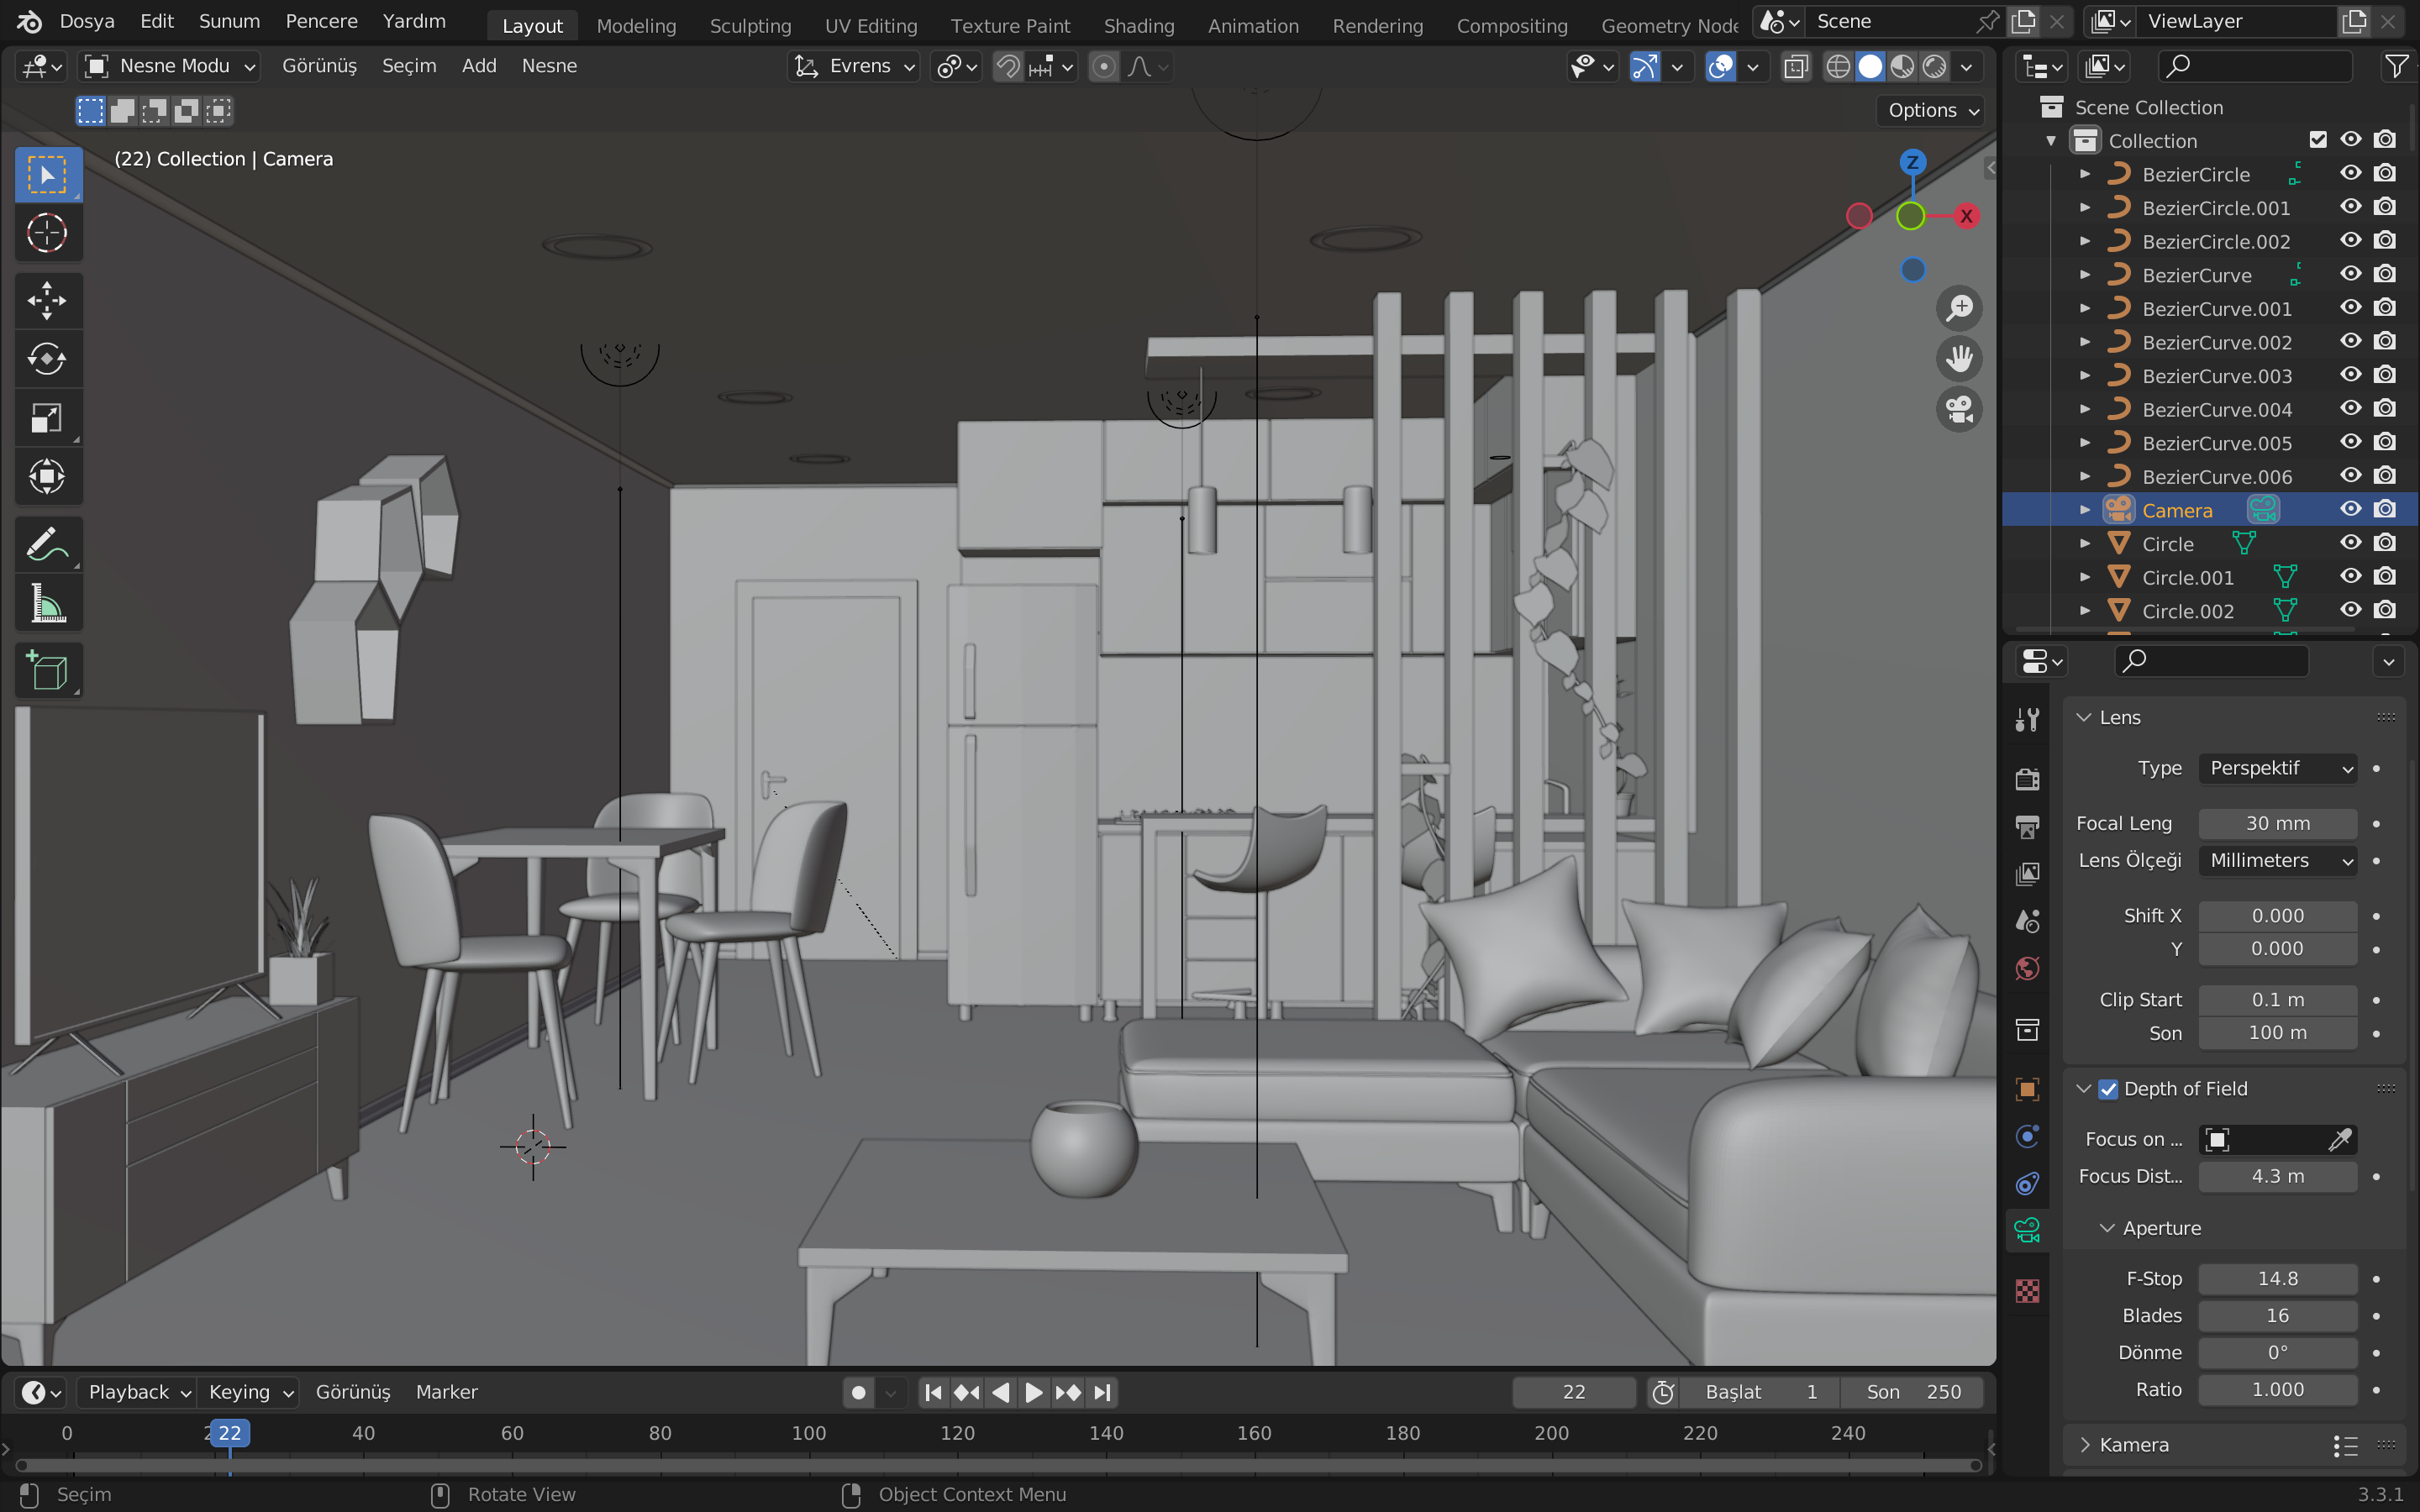 Dosya Edit Sunum Pencere Yardım Layout Modeling Sculpting UV Editing Texture Paint Shading Animation Rendering Compositing Geometry Node Scene ViewLayer
Nesne Modu Görünüş Seçim Add Nesne Evrens
Options
(22) Collection | Camera
Z
X
Scene Collection
Collection
BezierCircle
BezierCircle.001
BezierCircle.002
BezierCurve
BezierCurve.001
BezierCurve.002
BezierCurve.003
BezierCurve.004
BezierCurve.005
BezierCurve.006
Camera
Circle
Circle.001
Circle.002
Lens
Type Perspektif
Focal Leng 30 mm
Lens Ölçeği Millimeters
Shift X 0.000
Y 0.000
Clip Start 0.1 m
Son 100 m
Depth of Field
Focus on ...
Focus Dist... 4.3 m
Aperture
F-Stop 14.8
Blades 16
Dönme 0°
Ratio 1.000
Kamera
Playback Keying Görünüş Marker 22 Başlat 1 Son 250
0 22 40 60 80 100 120 140 160 180 200 220 240
Seçim Rotate View Object Context Menu 3.3.1